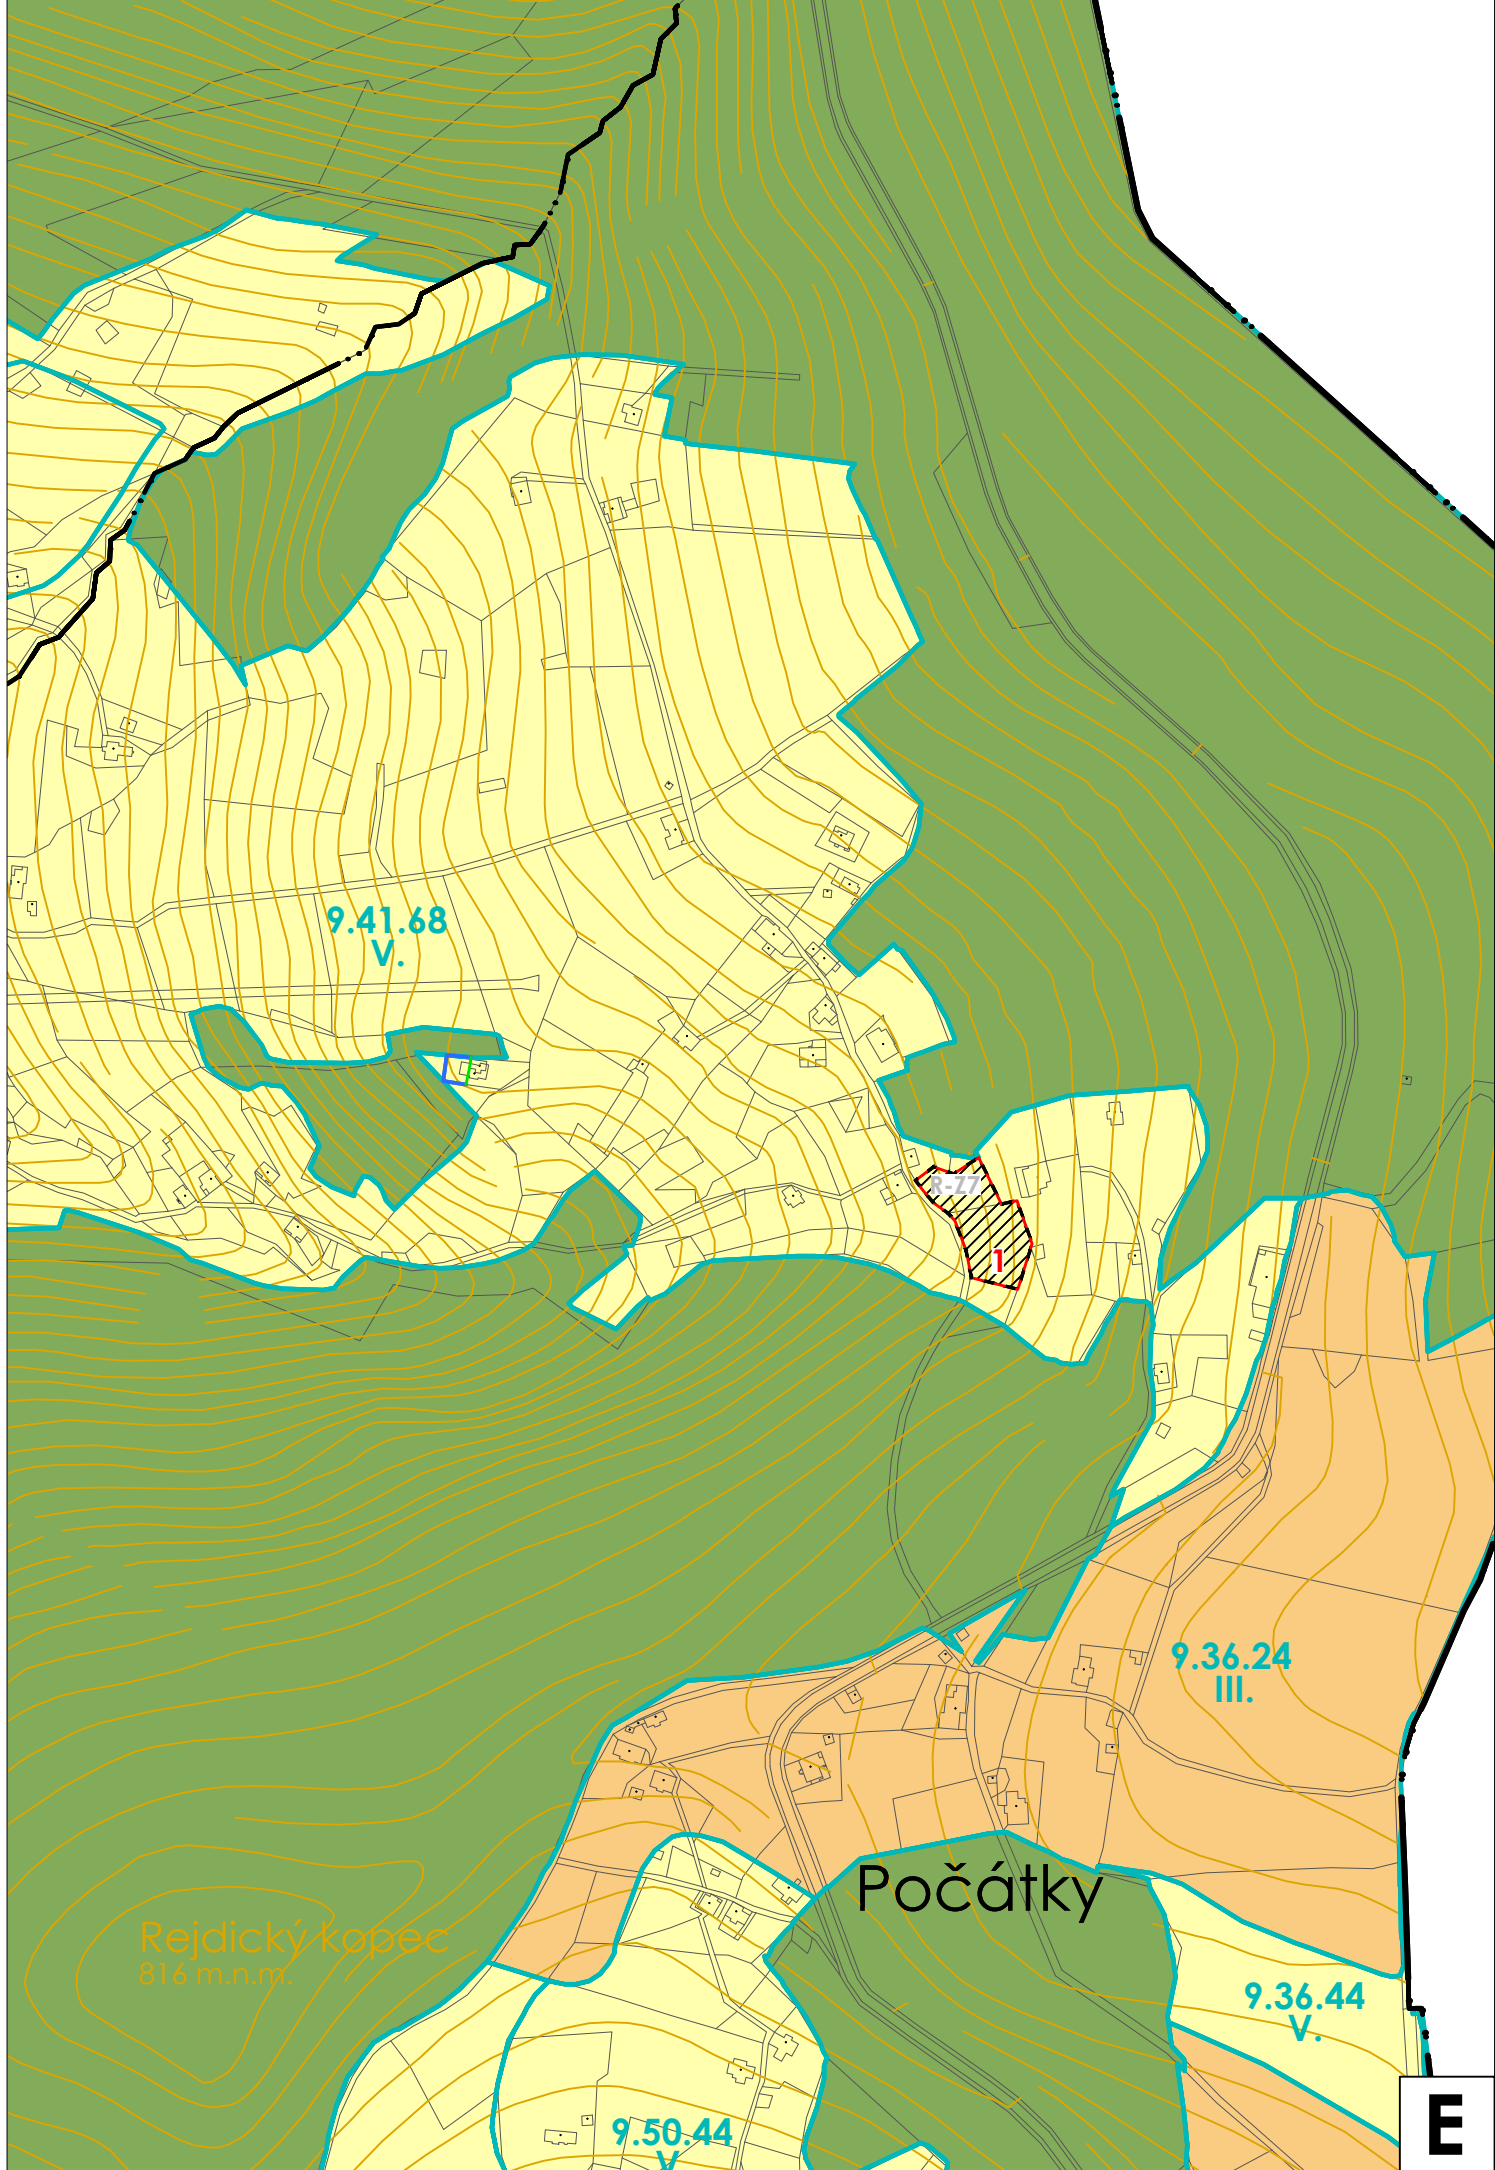 9.41.68
V.
R-Z7
1
9.36.24
III.
Počátky
Rejdický kopec
816 m.n.m.
9.36.44
V.
9.50.44
V.
E